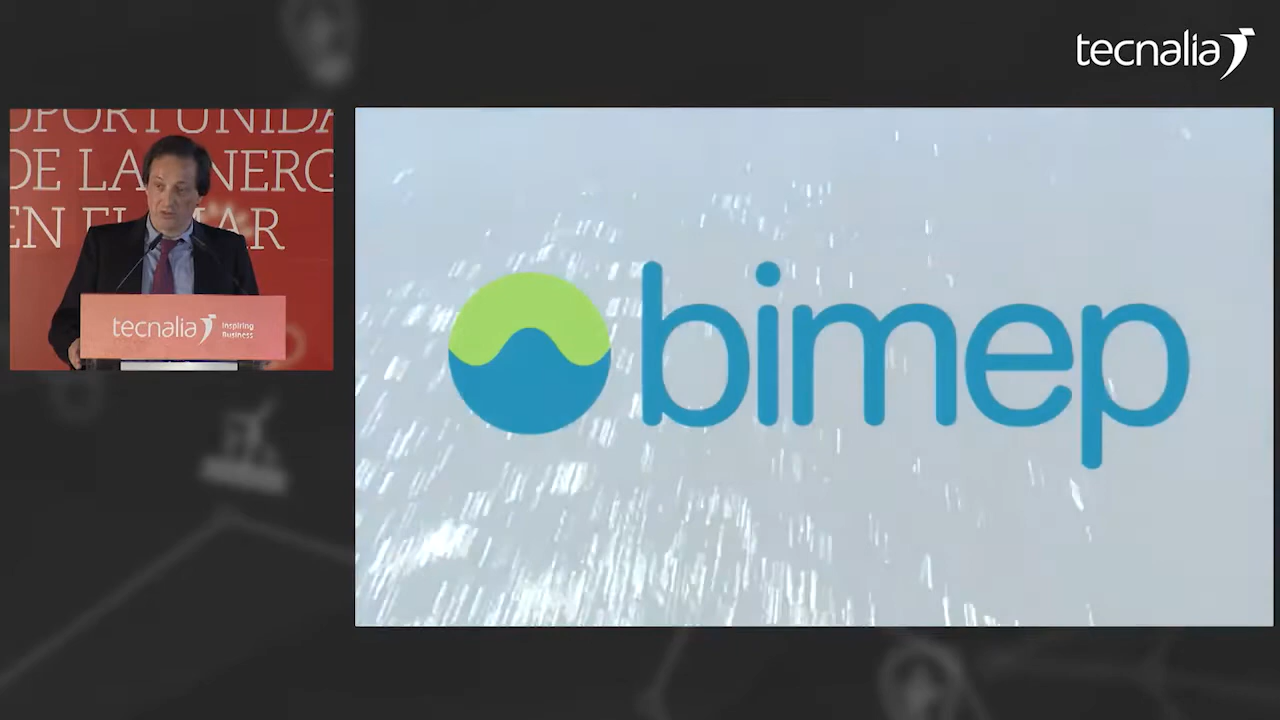 tecnalia
OPORTUNIDA
DE LA ENERG
EN EL MAR
tecnalia
Inspiring
Business
bimep